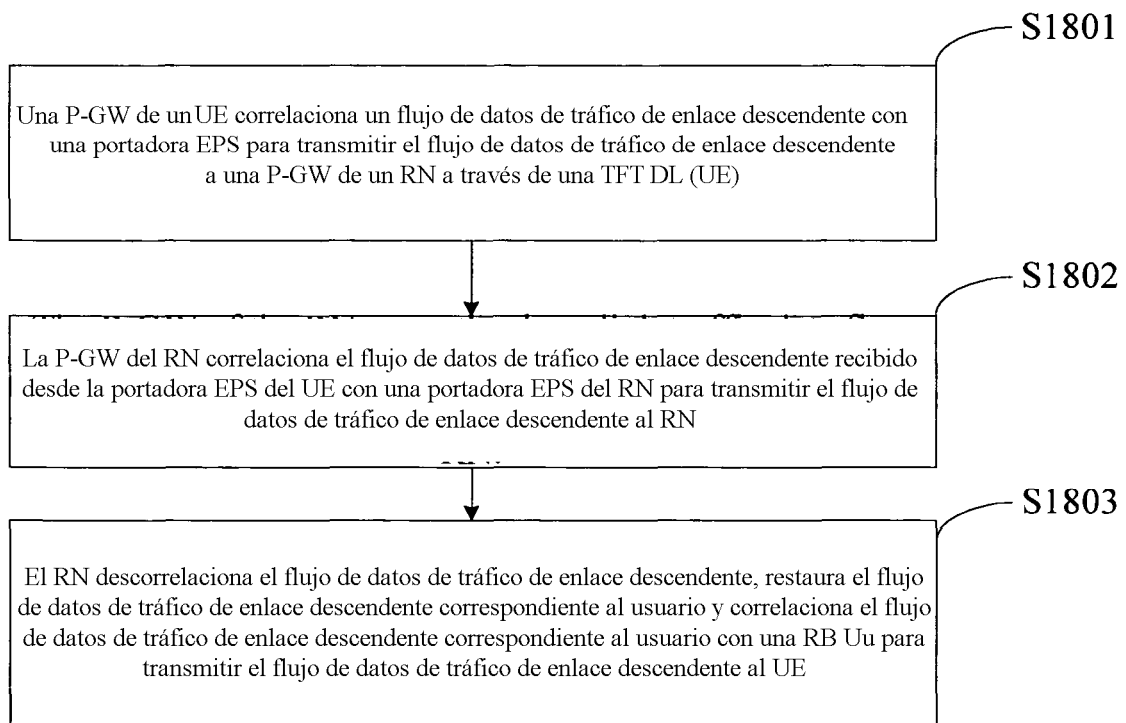 S1801
Una P-GW de un UE correlaciona un flujo de datos de tráfico de enlace descendente con
una portadora EPS para transmitir el flujo de datos de tráfico de enlace descendente
a una P-GW de un RN a través de una TFT DL (UE)
S1802
La P-GW del RN correlaciona el flujo de datos de tráfico de enlace descendente recibido
desde la portadora EPS del UE con una portadora EPS del RN para transmitir el flujo de
datos de tráfico de enlace descendente al RN
S1803
El RN descorrelaciona el flujo de datos de tráfico de enlace descendente, restaura el flujo
de datos de tráfico de enlace descendente correspondiente al usuario y correlaciona el flujo
de datos de tráfico de enlace descendente correspondiente al usuario con una RB Uu para
transmitir el flujo de datos de tráfico de enlace descendente al UE